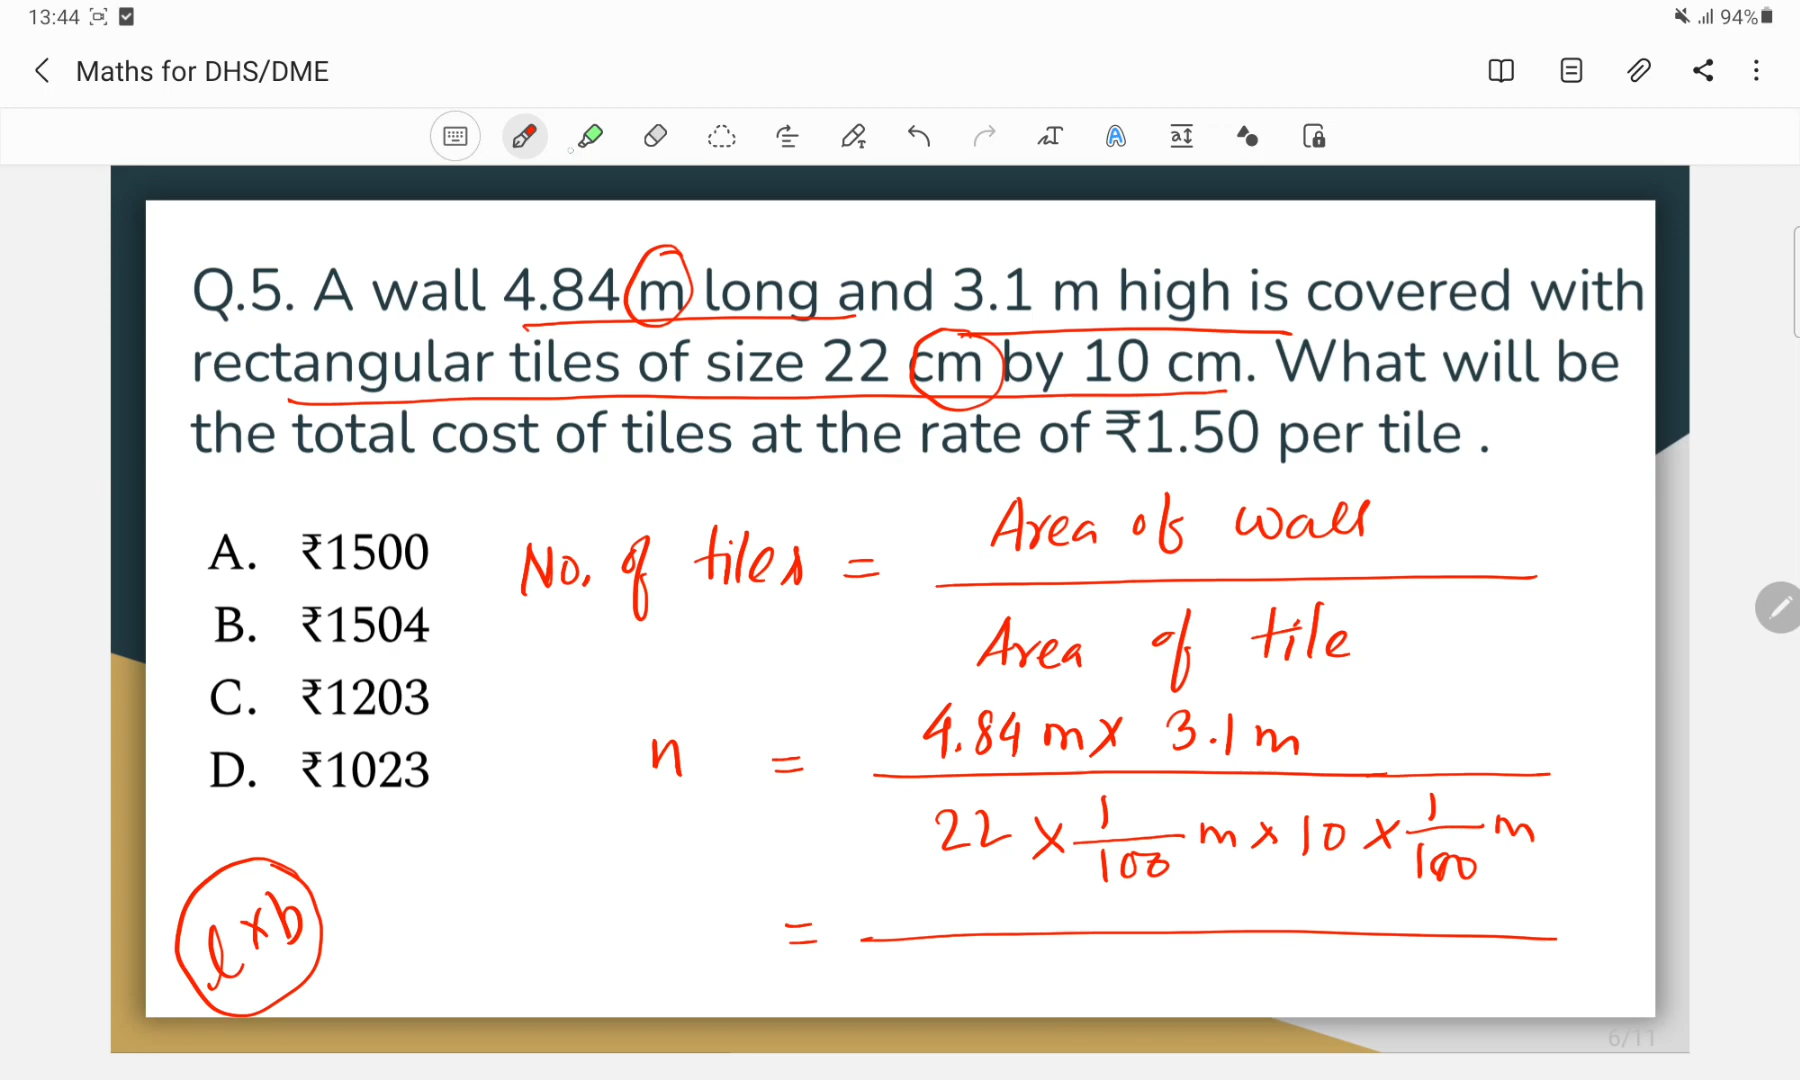 13:44
94%
Maths for DHS/DME
Q.5. A wall 4.84 m long and 3.1 m high is covered with
rectangular tiles of size 22 cm by 10 cm. What will be
the total cost of tiles at the rate of ₹1.50 per tile .
A. ₹1500
B. ₹1504
C. ₹1203
D. ₹1023
No. of tiles = Area of wall
Area of tile
n = 4.84 m x 3.1 m
22 x 1/100 m x 10 x 1/100 m
=
l x b
6/11